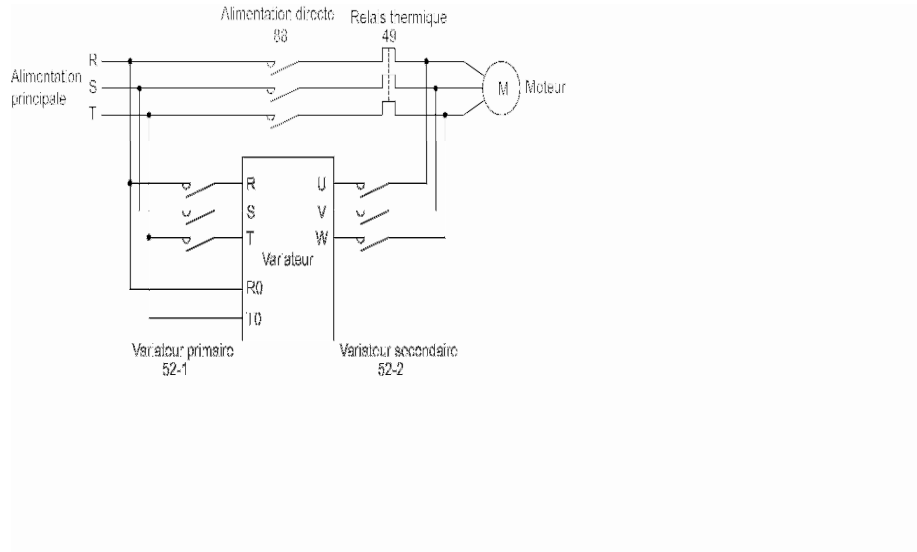 Alimentation directe
Relais thermique
88
49
R
Alimentation
principale
S
T
M
Moteur
R
U
S
V
T
W
Variateur
R0
T0
Variateur primaire
52-1
Variateur secondaire
52-2